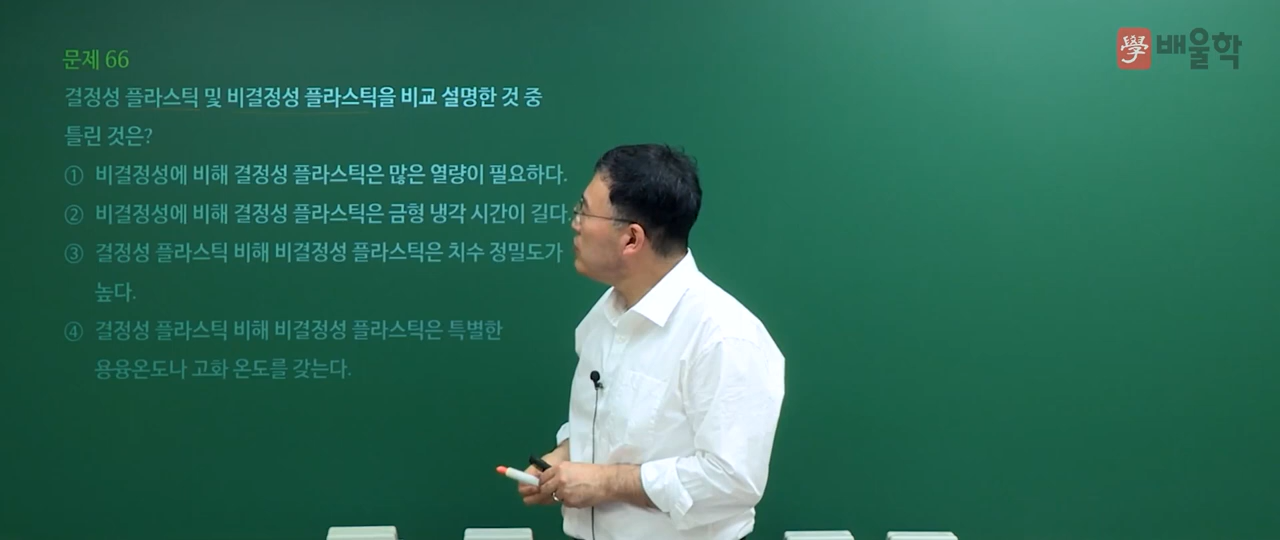 學 배울학
문제 66
결정성 플라스틱 및 비결정성 플라스틱을 비교 설명한 것 중
틀린 것은?
① 비결정성에 비해 결정성 플라스틱은 많은 열량이 필요하다.
② 비결정성에 비해 결정성 플라스틱은 금형 냉각 시간이 길다.
③ 결정성 플라스틱 비해 비결정성 플라스틱은 치수 정밀도가
높다.
④ 결정성 플라스틱 비해 비결정성 플라스틱은 특별한
용융온도나 고화 온도를 갖는다.